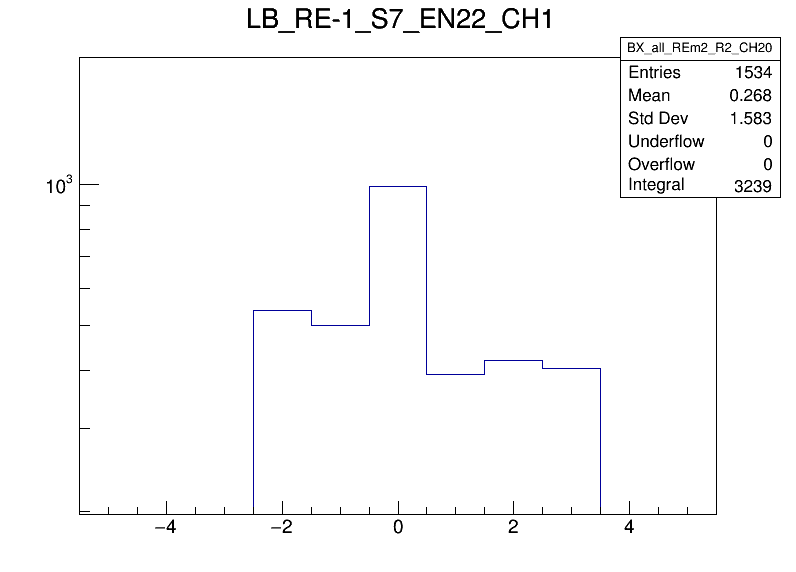 LB_RE-1_S7_EN22_CH1
BX_all_REm2_R2_CH20
Entries 1534
Mean 0.268
Std Dev 1.583
Underflow 0
Overflow 0
Integral 3239
10³
−4 −2 0 2 4